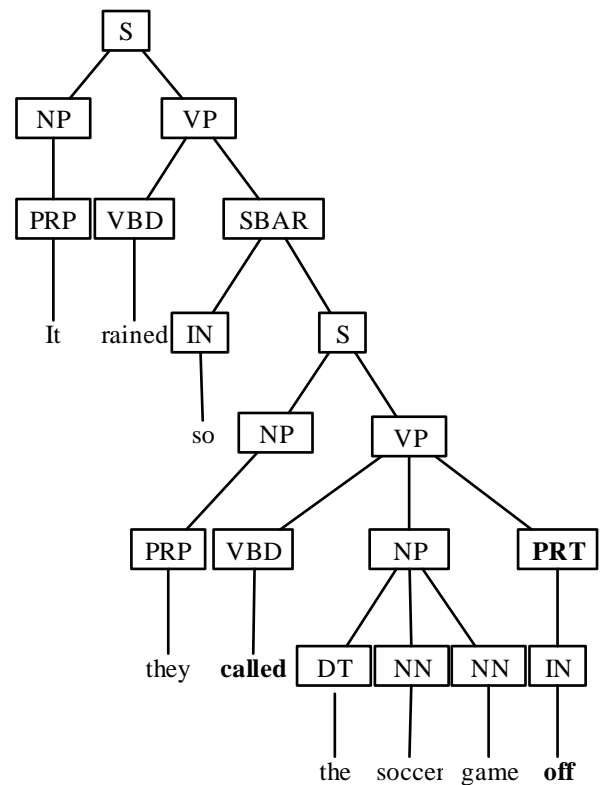 S
NP VP
PRP VBD SBAR
It rained IN S
so NP VP
PRP VBD NP PRT
they called DT NN NN IN
the soccer game off